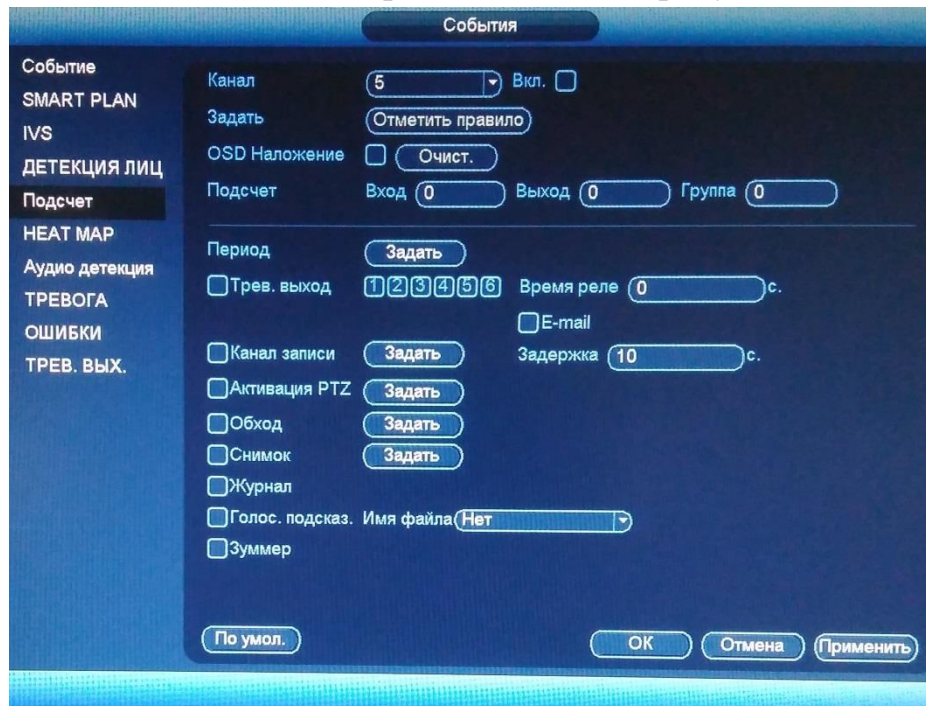 События
Событие
SMART PLAN
IVS
ДЕТЕКЦИЯ ЛИЦ
Подсчет
HEAT MAP
Аудио детекция
ТРЕВОГА
ОШИБКИ
ТРЕВ. ВЫХ.
Канал 5 Вкл.
Задать Отметить правило
OSD Наложение Очист.
Подсчет Вход 0 Выход 0 Группа 0
Период Задать
Трев. выход 1 2 3 4 5 6 Время реле 0 с.
E-mail
Канал записи Задать Задержка 10 с.
Активация PTZ Задать
Обход Задать
Снимок Задать
Журнал
Голос. подсказ. Имя файла Нет
Зуммер
По умол. ОК Отмена Применить